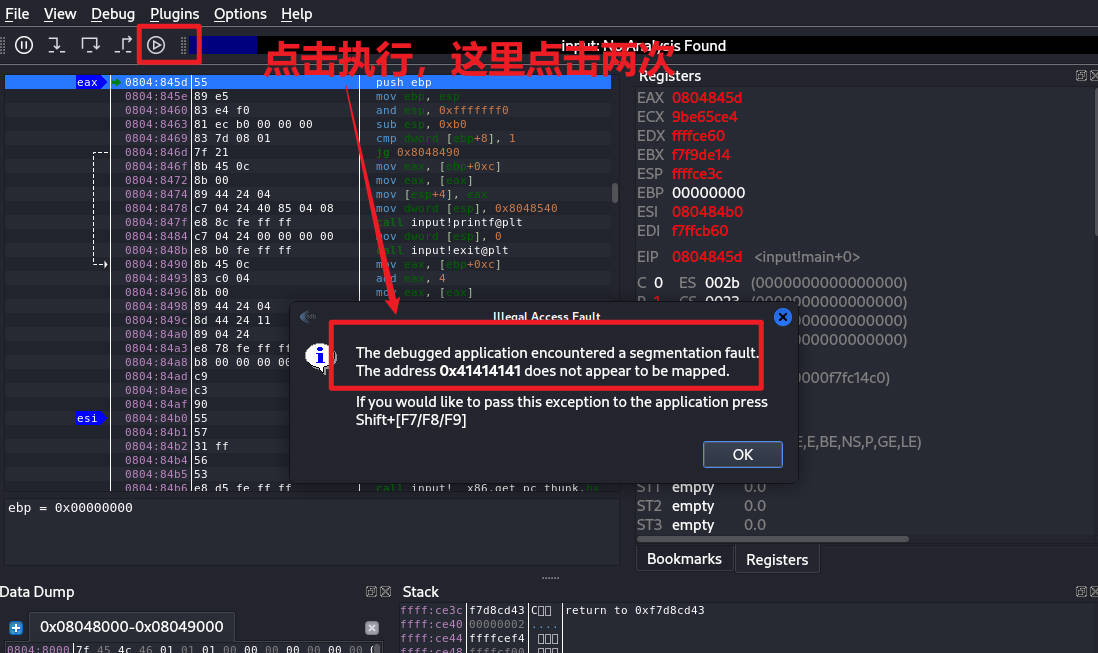 File View Debug Plugins Options Help
input: No Analysis Found
点击执行，这里点击两次
Registers
eax 0804:845d 55 push ebp
0804:845e 89 e5 mov ebp, esp
0804:8460 83 e4 f0 and esp, 0xfffffff0
0804:8463 81 ec b0 00 00 00 sub esp, 0xb0
0804:8469 83 7d 08 01 cmp dword [ebp+8], 1
0804:846d 7f 21 jg 0x8048490
0804:846f 8b 45 0c mov eax, [ebp+0xc]
0804:8472 8b 00 mov eax, [eax]
0804:8474 89 44 24 04 mov [esp+4], eax
0804:8478 c7 04 24 40 85 04 08 mov dword [esp], 0x8048540
0804:847f e8 8c fe ff ff call input!printf@plt
0804:8484 c7 04 24 00 00 00 00 mov dword [esp], 0
0804:848b e8 b0 fe ff ff call input!exit@plt
0804:8490 8b 45 0c mov eax, [ebp+0xc]
0804:8493 83 c0 04 add eax, 4
0804:8496 8b 00 mov eax, [eax]
0804:8498 89 44 24 04
0804:849c 8d 44 24 11
0804:84a0 89 04 24
0804:84a3 e8 78 fe ff ff
0804:84a8 b8 00 00 00 00
0804:84ad c9
0804:84ae c3
0804:84af 90
esi 0804:84b0 55
0804:84b1 57
0804:84b2 31 ff
0804:84b4 56
0804:84b5 53
0804:84b6 e8 d5 fe ff ff call input!__x86.get_pc_thunk.bx
EAX 0804845d
ECX 9be65ce4
EDX ffffce60
EBX f7f9de14
ESP ffffce3c
EBP 00000000
ESI 080484b0
EDI f7ffcb60
EIP 0804845d <input!main+0>
C 0 ES 002b (0000000000000000)
P 1 CS 0023 (0000000000000000)
000000000000)
000000000000)
0000f7fc14c0)
E,E,BE,NS,P,GE,LE)
ST1 empty 0.0
ST2 empty 0.0
ST3 empty 0.0
Illegal Access Fault
The debugged application encountered a segmentation fault.
The address 0x41414141 does not appear to be mapped.
If you would like to pass this exception to the application press
Shift+[F7/F8/F9]
OK
ebp = 0x00000000
Bookmarks Registers
Data Dump
0x08048000-0x08049000
0804:8000 7f 45 4c 46 01 01 01 00 00 00 00 00 00 00 00
Stack
ffff:ce3c f7d8cd43 C return to 0xf7d8cd43
ffff:ce40 00000002 ....
ffff:ce44 ffffcef4
ffff:ce48 ffffcf00